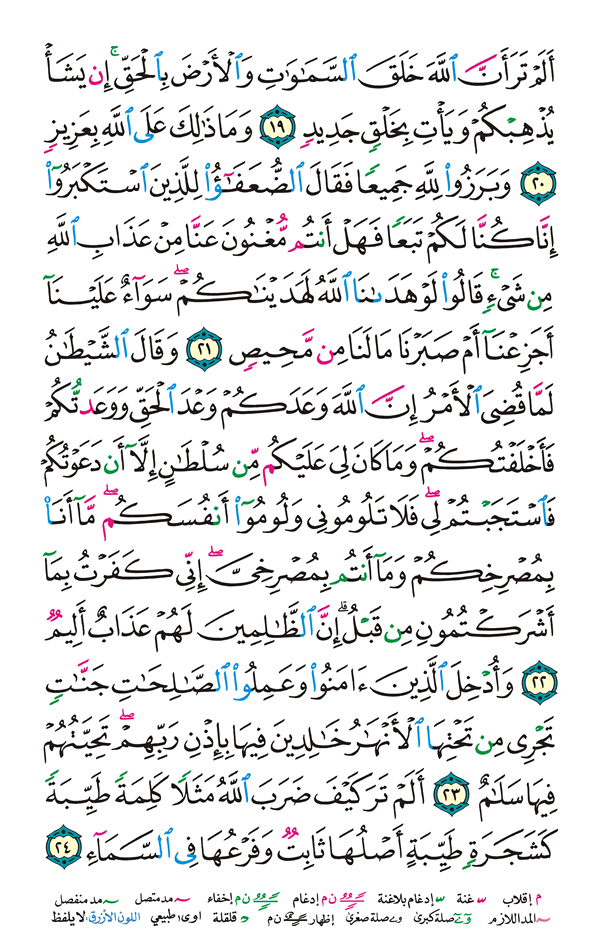 أَلَمۡ تَرَ أَنَّ ٱللَّهَ خَلَقَ ٱلسَّمَٰوَٰتِ وَٱلۡأَرۡضَ بِٱلۡحَقِّۚ إِن يَشَأۡ
يُذۡهِبۡكُمۡ وَيَأۡتِ بِخَلۡقٖ جَدِيدٖ ١٩ وَمَا ذَٰلِكَ عَلَى ٱللَّهِ بِعَزِيزٖ
٢٠ وَبَرَزُواْ لِلَّهِ جَمِيعٗا فَقَالَ ٱلضُّعَفَٰٓؤُاْ لِلَّذِينَ ٱسۡتَكۡبَرُوٓاْ
إِنَّا كُنَّا لَكُمۡ تَبَعٗا فَهَلۡ أَنتُم مُّغۡنُونَ عَنَّا مِنۡ عَذَابِ ٱللَّهِ
مِن شَيۡءٖۚ قَالُواْ لَوۡ هَدَىٰنَا ٱللَّهُ لَهَدَيۡنَٰكُمۡۖ سَوَآءٌ عَلَيۡنَآ
أَجَزِعۡنَآ أَمۡ صَبَرۡنَا مَا لَنَا مِن مَّحِيصٖ ٢١ وَقَالَ ٱلشَّيۡطَٰنُ
لَمَّا قُضِيَ ٱلۡأَمۡرُ إِنَّ ٱللَّهَ وَعَدَكُمۡ وَعۡدَ ٱلۡحَقِّ وَوَعَدتُّكُمۡ
فَأَخۡلَفۡتُكُمۡۖ وَمَا كَانَ لِيَ عَلَيۡكُم مِّن سُلۡطَٰنٍ إِلَّآ أَن دَعَوۡتُكُمۡ
فَٱسۡتَجَبۡتُمۡ لِيۖ فَلَا تَلُومُونِي وَلُومُوٓاْ أَنفُسَكُمۖ مَّآ أَنَا۠
بِمُصۡرِخِكُمۡ وَمَآ أَنتُم بِمُصۡرِخِيَّ إِنِّي كَفَرۡتُ بِمَآ
أَشۡرَكۡتُمُونِ مِن قَبۡلُۗ إِنَّ ٱلظَّٰلِمِينَ لَهُمۡ عَذَابٌ أَلِيمٞ
٢٢ وَأُدۡخِلَ ٱلَّذِينَ ءَامَنُواْ وَعَمِلُواْ ٱلصَّٰلِحَٰتِ جَنَّٰتٖ
تَجۡرِي مِن تَحۡتِهَا ٱلۡأَنۡهَٰرُ خَٰلِدِينَ فِيهَا بِإِذۡنِ رَبِّهِمۡۖ تَحِيَّتُهُمۡ
فِيهَا سَلَٰمٌ ٢٣ أَلَمۡ تَرَ كَيۡفَ ضَرَبَ ٱللَّهُ مَثَلٗا كَلِمَةٗ طَيِّبَةٗ
كَشَجَرَةٖ طَيِّبَةٍ أَصۡلُهَا ثَابِتٞ وَفَرۡعُهَا فِي ٱلسَّمَآءِ ٢٤
م إقلاب غنة إدغام بلاغنة ن م إدغام ن م إخفاء مد متصل مد منفصل
المد اللازم صلة كبرى صلة صغرى إظهار ن م قلقلة اوى: طبيعي اللون الأزرق: لا يلفظ